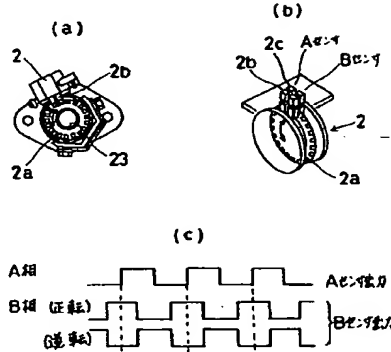 (a)
2
2b
2a
23
(b)
2c
Aセンサ
2b
Bセンサ
2
2a
(c)
A相
Aセンサ出力
B相 (正転)
(逆転)
Bセンサ出力